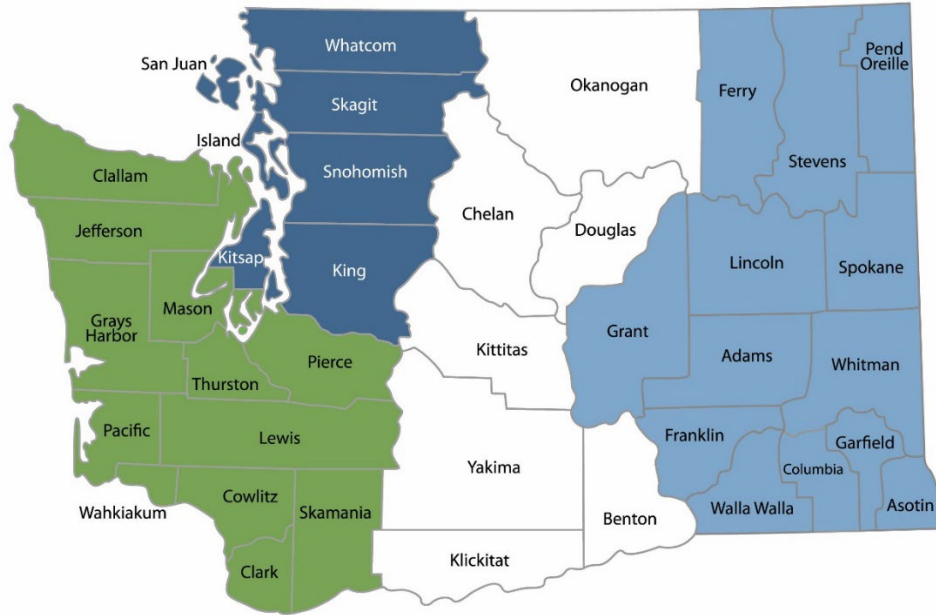 Whatcom
San Juan
Skagit
Island
Clallam
Snohomish
Jefferson
Kitsap
King
Mason
Grays
Harbor
Pierce
Thurston
Pacific
Lewis
Wahkiakum
Cowlitz
Skamania
Clark
Okanogan
Chelan
Douglas
Kittitas
Yakima
Benton
Klickitat
Pend
Oreille
Ferry
Stevens
Lincoln
Spokane
Grant
Adams
Whitman
Franklin
Garfield
Columbia
Walla Walla
Asotin